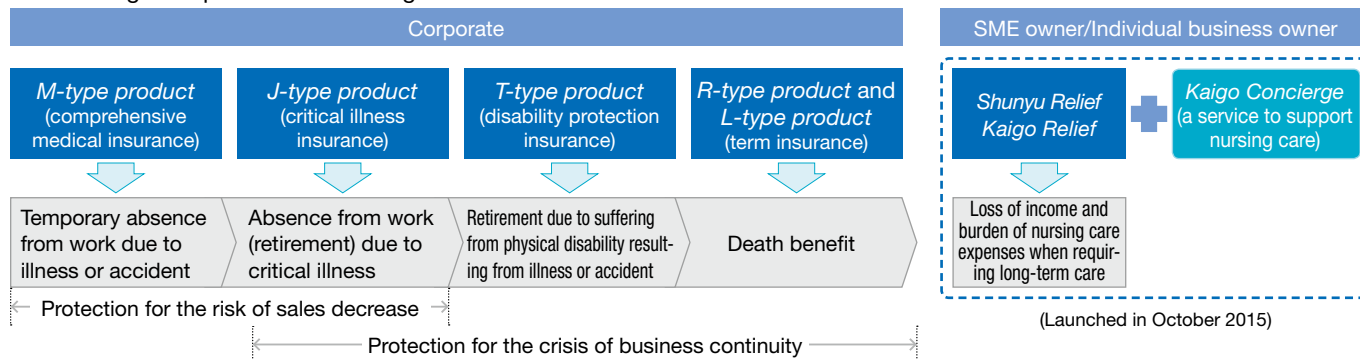 Corporate
SME owner/Individual business owner
M-type product
(comprehensive
medical insurance)
J-type product
(critical illness
insurance)
T-type product
(disability protection
insurance)
R-type product and
L-type product
(term insurance)
Shunyu Relief
Kaigo Relief
Kaigo Concierge
(a service to support
nursing care)
Temporary absence
from work due to
illness or accident
Absence from work
(retirement) due to
critical illness
Retirement due to suffering
from physical disability result-
ing from illness or accident
Death benefit
Loss of income and
burden of nursing care
expenses when requir-
ing long-term care
Protection for the risk of sales decrease
Protection for the crisis of business continuity
(Launched in October 2015)